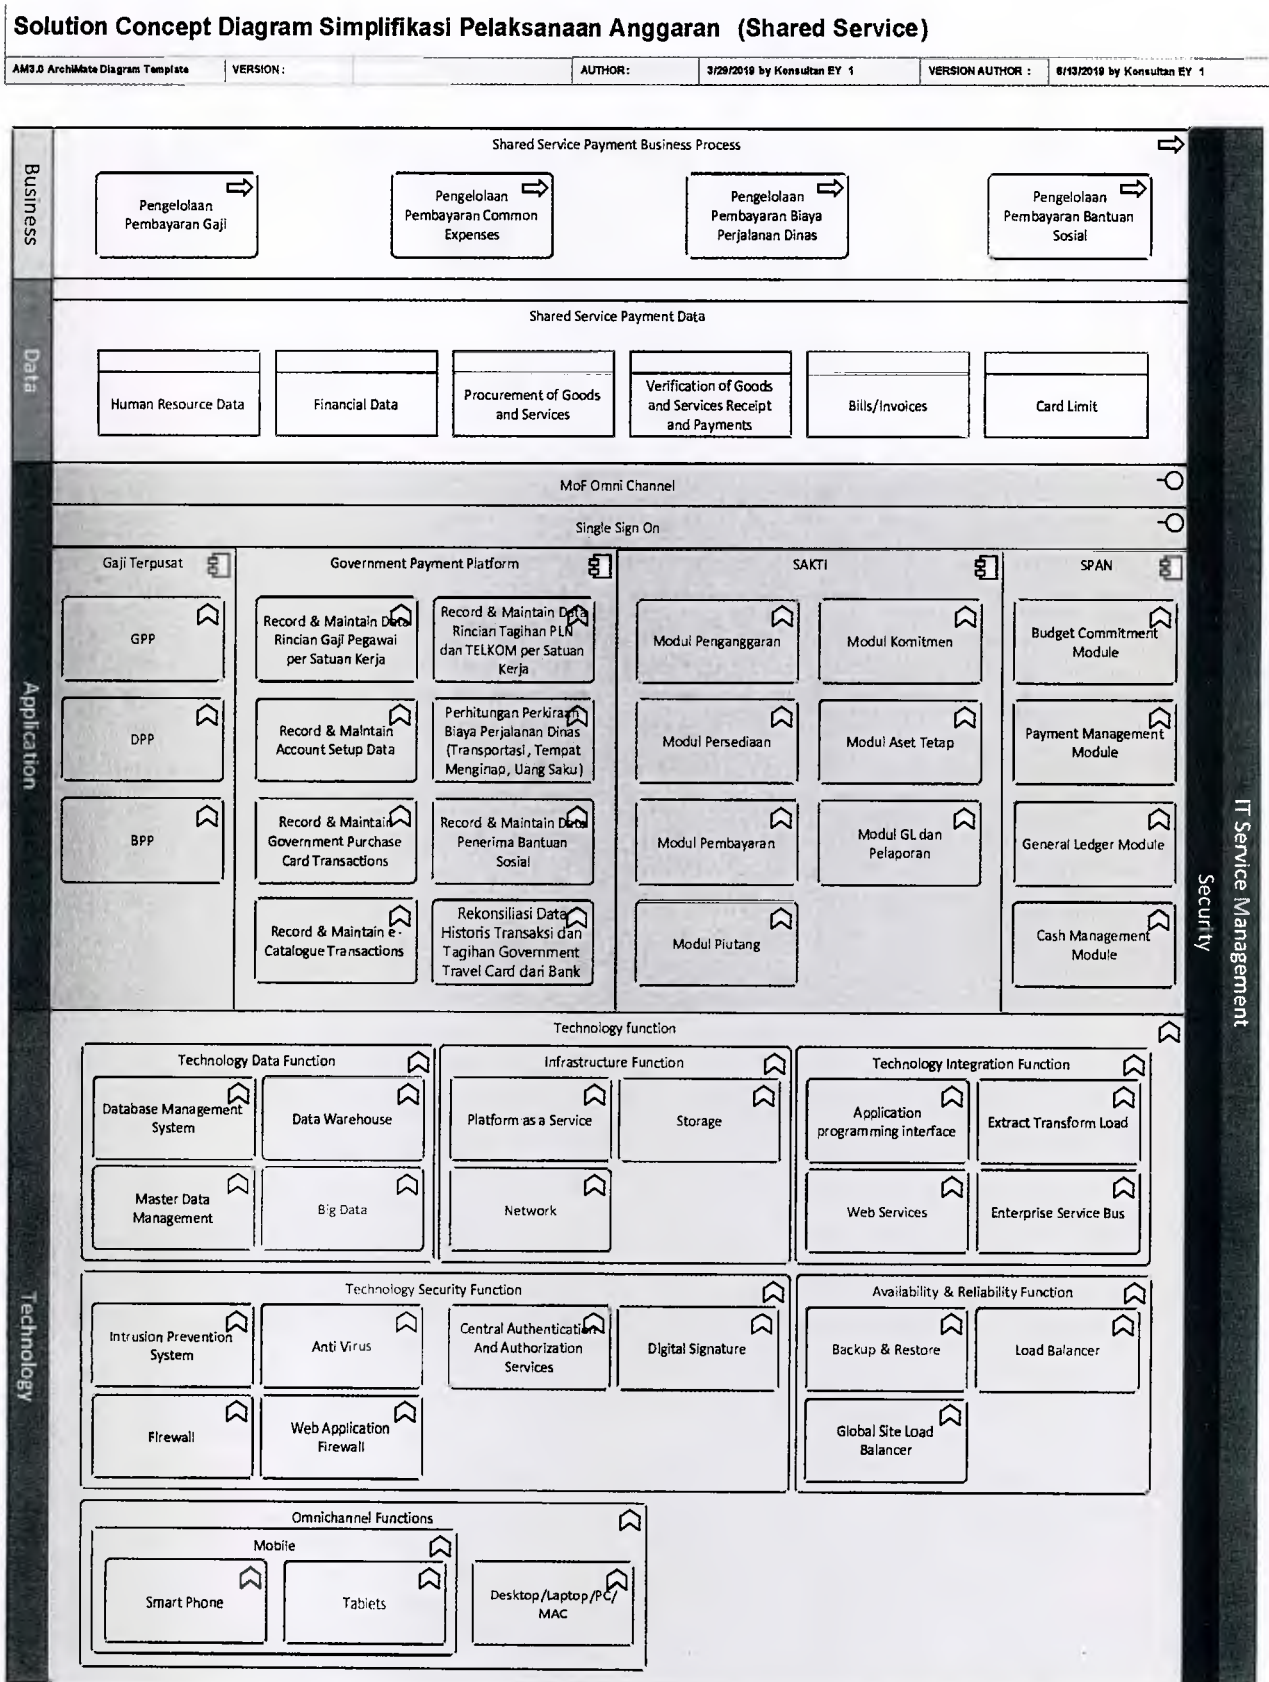 Solution Concept Diagram Simplifikasi Pelaksanaan Anggaran (Shared Service)
AM3.0 ArchiMate Diagram Template
VERSION :
AUTHOR :
3/29/2019 by Konsultan EY 1
VERSION AUTHOR :
6/13/2019 by Konsultan EY 1
Business
Shared Service Payment Business Process
Pengelolaan
Pembayaran Gaji
Pengelolaan
Pembayaran Common
Expenses
Pengelolaan
Pembayaran Biaya
Perjalanan Dinas
Pengelolaan
Pembayaran Bantuan
Sosial
Data
Shared Service Payment Data
Human Resource Data
Financial Data
Procurement of Goods
and Services
Verification of Goods
and Services Receipt
and Payments
Bills/Invoices
Card Limit
Application
MoF Omni Channel
Single Sign On
Gaji Terpusat
GPP
DPP
BPP
Government Payment Platform
Record & Maintain Data
Rincian Gaji Pegawai
per Satuan Kerja
Record & Maintain Data
Rincian Tagihan PLN
dan TELKOM per Satuan
Kerja
Record & Maintain
Account Setup Data
Perhitungan Perkiraan
Biaya Perjalanan Dinas
(Transportasi, Tempat
Menginap, Uang Saku)
Record & Maintain
Government Purchase
Card Transactions
Record & Maintain Data
Penerima Bantuan
Sosial
Record & Maintain e-
Catalogue Transactions
Rekonsiliasi Data
Historis Transaksi dan
Tagihan Government
Travel Card dari Bank
SAKTI
Modul Penganggaran
Modul Komitmen
Modul Persediaan
Modul Aset Tetap
Modul Pembayaran
Modul GL dan
Pelaporan
Modul Piutang
SPAN
Budget Commitment
Module
Payment Management
Module
General Ledger Module
Cash Management
Module
Technology
Technology function
Technology Data Function
Database Management
System
Data Warehouse
Master Data
Management
Big Data
Infrastructure Function
Platform as a Service
Storage
Network
Technology Integration Function
Application
programming interface
Extract Transform Load
Web Services
Enterprise Service Bus
Technology Security Function
Intrusion Prevention
System
Anti Virus
Central Authentication
And Authorization
Services
Digital Signature
Firewall
Web Application
Firewall
Availability & Reliability Function
Backup & Restore
Load Balancer
Global Site Load
Balancer
Omnichannel Functions
Mobile
Smart Phone
Tablets
Desktop/Laptop/PC/
MAC
Security
IT Service Management